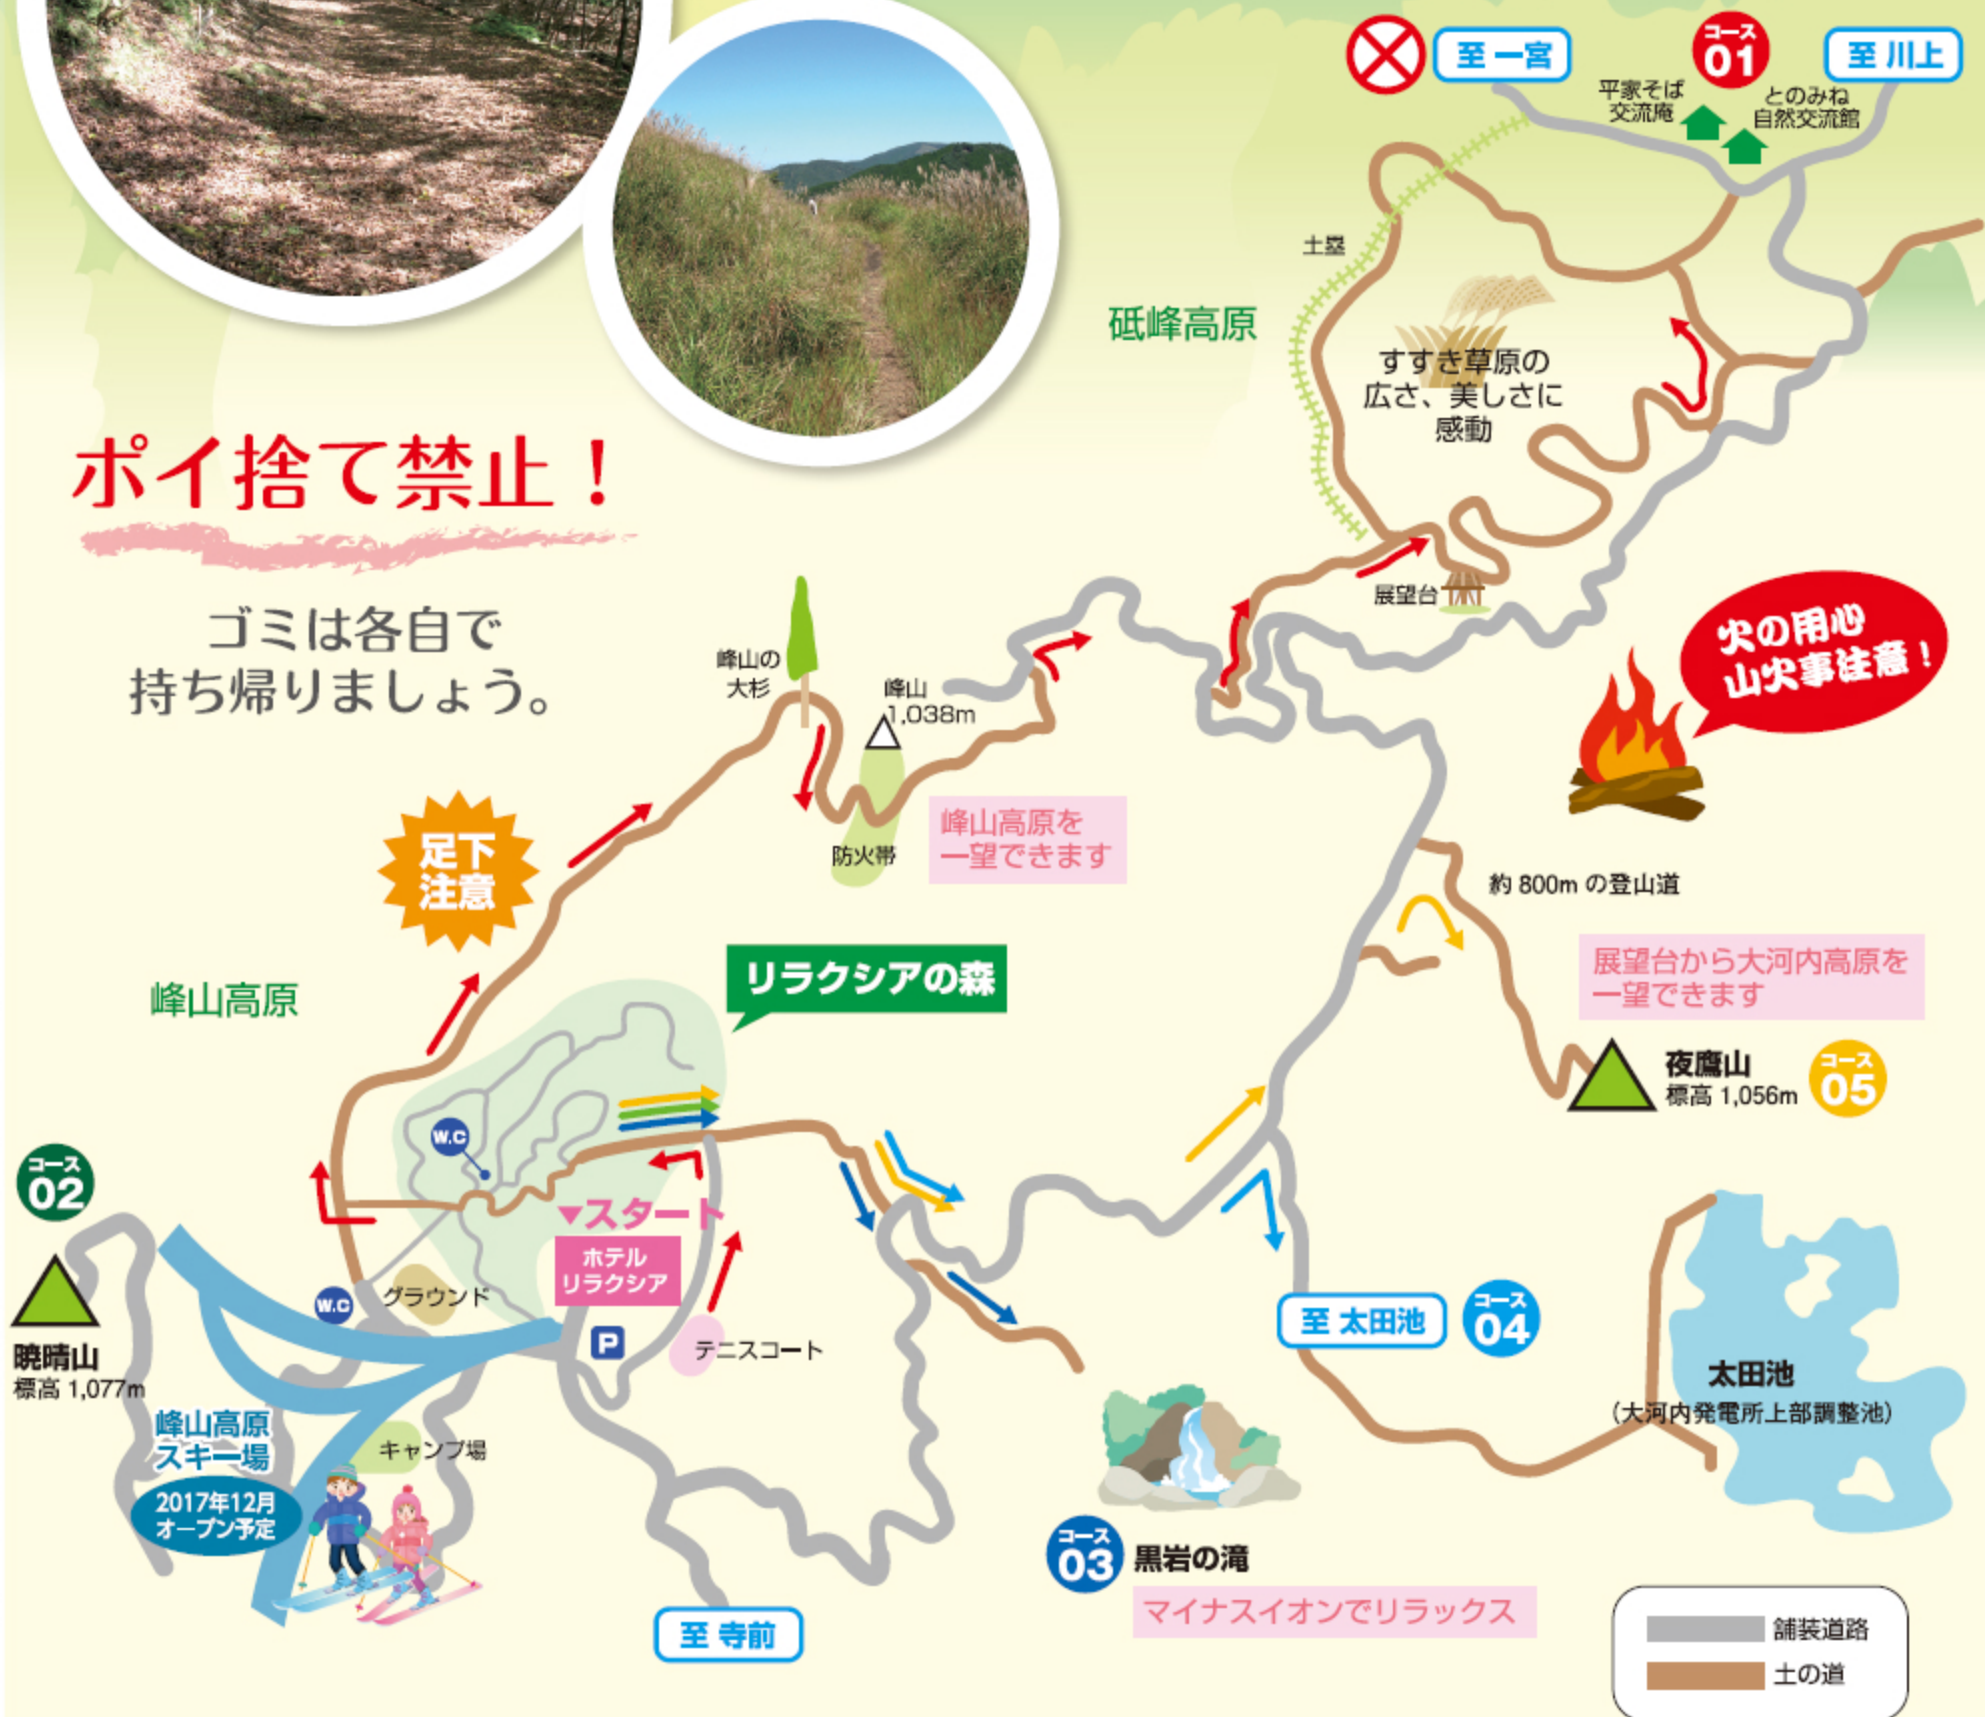 至 一宮
コース
01
至 川上
平家そば
交流庵
とのみね
自然交流館
土塁
砥峰高原
すすき草原の
広さ、美しさに
感動
ポイ捨て禁止！
ゴミは各自で
持ち帰りましょう。
展望台
火の用心
山火事注意！
峰山の
大杉
峰山
1,038m
防火帯
峰山高原を
一望できます
足下
注意
約 800m の登山道
展望台から大河内高原を
一望できます
峰山高原
リラクシアの森
夜鷹山
標高 1,056m
コース
05
W.C
コース
02
▼スタート
ホテル
リラクシア
W.C
グラウンド
P
テニスコート
暁晴山
標高 1,077m
至 太田池
コース
04
太田池
（大河内発電所上部調整池）
峰山高原
スキー場
2017年12月
オープン予定
キャンプ場
コース
03
黒岩の滝
マイナスイオンでリラックス
至 寺前
舗装道路
土の道